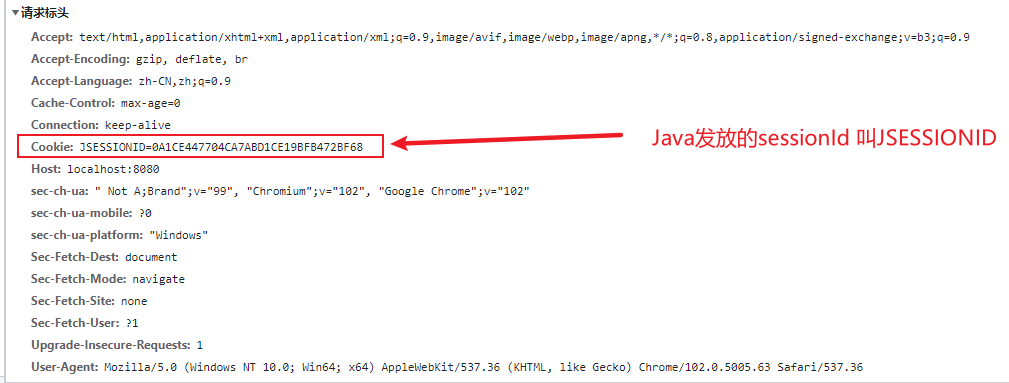 ▼请求标头
Accept: text/html,application/xhtml+xml,application/xml;q=0.9,image/avif,image/webp,image/apng,*/*;q=0.8,application/signed-exchange;v=b3;q=0.9
Accept-Encoding: gzip, deflate, br
Accept-Language: zh-CN,zh;q=0.9
Cache-Control: max-age=0
Connection: keep-alive
Cookie: JSESSIONID=0A1CE447704CA7ABD1CE19BFB472BF68
Java发放的sessionId 叫JSESSIONID
Host: localhost:8080
sec-ch-ua: " Not A;Brand";v="99", "Chromium";v="102", "Google Chrome";v="102"
sec-ch-ua-mobile: ?0
sec-ch-ua-platform: "Windows"
Sec-Fetch-Dest: document
Sec-Fetch-Mode: navigate
Sec-Fetch-Site: none
Sec-Fetch-User: ?1
Upgrade-Insecure-Requests: 1
User-Agent: Mozilla/5.0 (Windows NT 10.0; Win64; x64) AppleWebKit/537.36 (KHTML, like Gecko) Chrome/102.0.5005.63 Safari/537.36